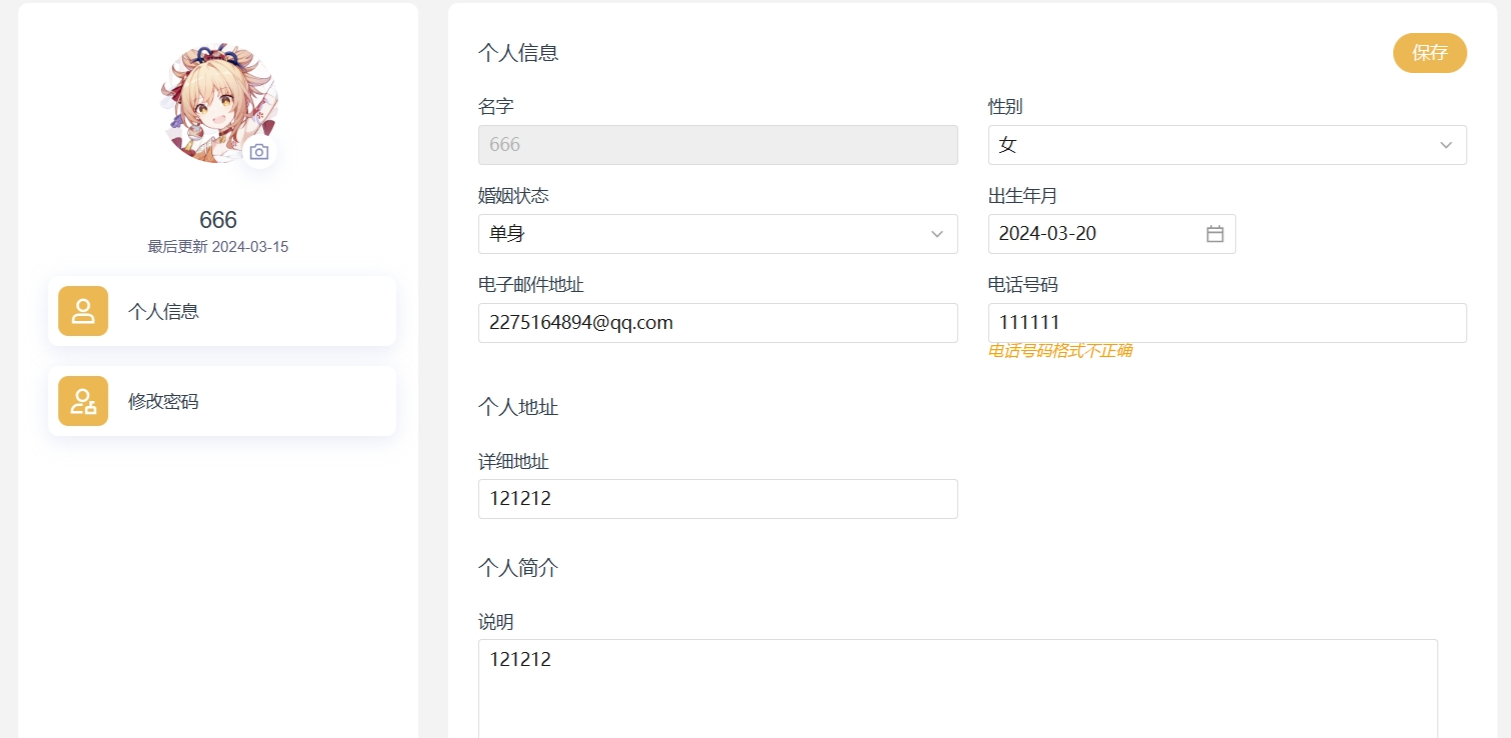 666
最后更新 2024-03-15
个人信息
修改密码
个人信息
保存
名字
性别
666
女
婚姻状态
出生年月
单身
2024-03-20
电子邮件地址
电话号码
2275164894@qq.com
111111
电话号码格式不正确
个人地址
详细地址
121212
个人简介
说明
121212